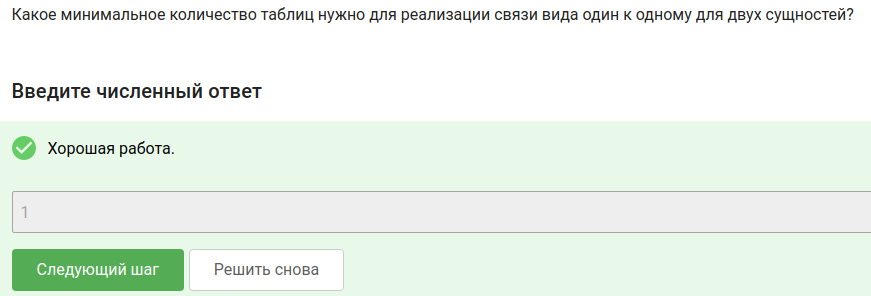 Какое минимальное количество таблиц нужно для реализации связи вида один к одному для двух сущностей?
Введите численный ответ
Хорошая работа.
1
Следующий шаг
Решить снова